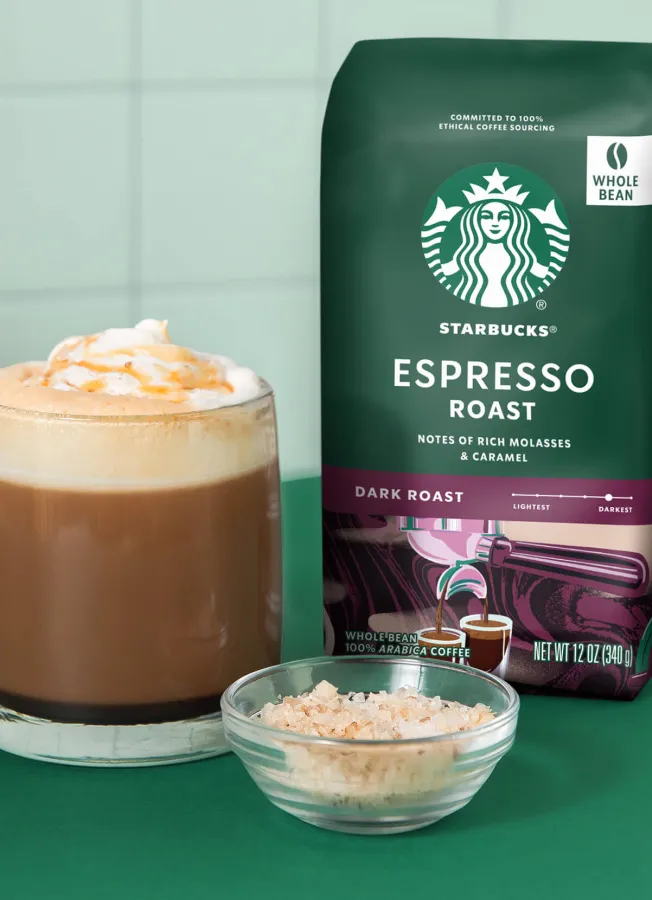 COMMITTED TO 100%
ETHICAL COFFEE SOURCING
WHOLE
BEAN
®
STARBUCKS®
ESPRESSO
ROAST
NOTES OF RICH MOLASSES
& CARAMEL
DARK ROAST
LIGHTEST
DARKEST
WHOLE BEAN
100% ARABICA COFFEE
NET WT 12 OZ (340 g)